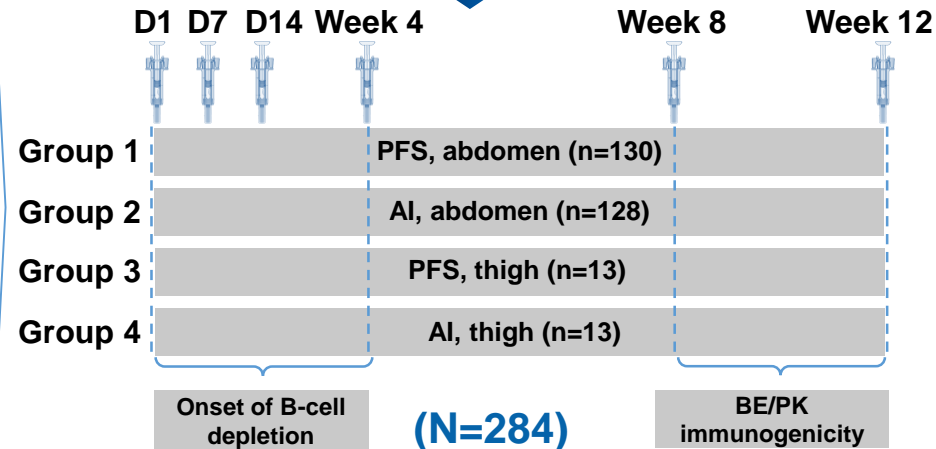 D1 D7 D14 Week 4 Week 8 Week 12
Group 1 PFS, abdomen (n=130)
Group 2 AI, abdomen (n=128)
Group 3 PFS, thigh (n=13)
Group 4 AI, thigh (n=13)
Onset of B-cell
depletion
(N=284)
BE/PK
immunogenicity